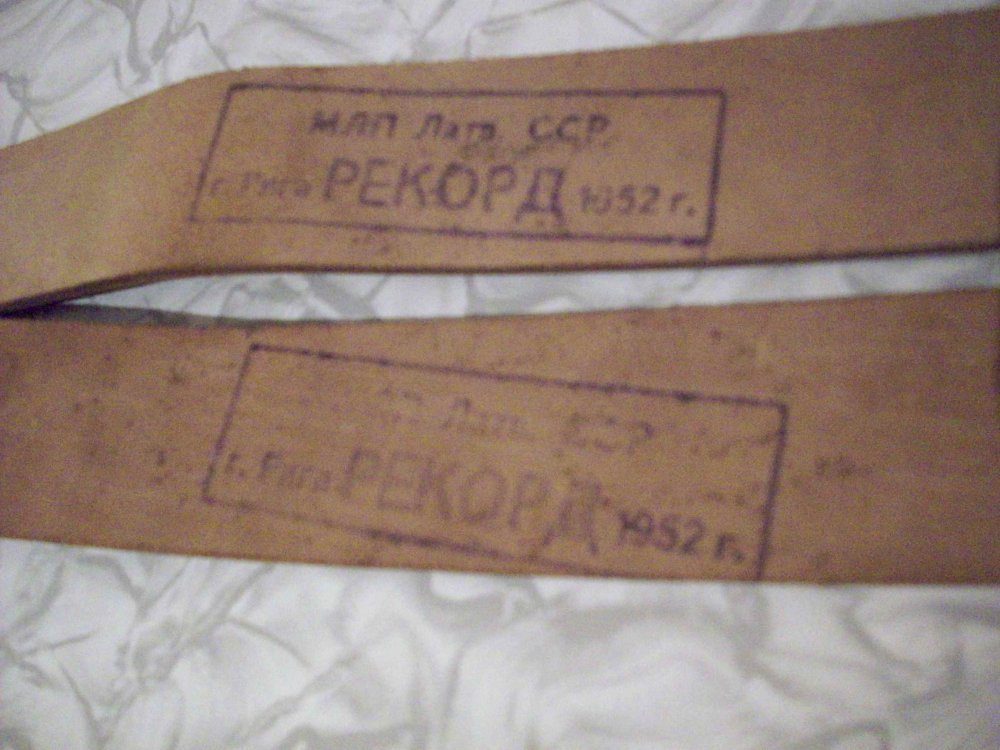 МЛП Латв. ССР
г. Рига РЕКОРД 1952 г.
Латв. ССР
г. Рига РЕКОРД 1952 г.